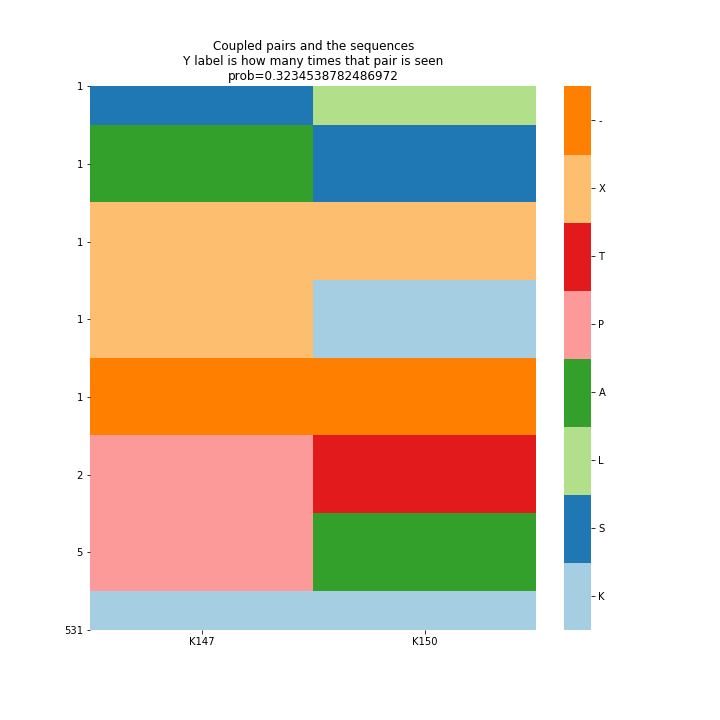 Coupled pairs and the sequences
Y label is how many times that pair is seen
prob=0.3234538782486972
1
1
1
1
1
2
5
531
K147
K150
-
X
T
P
A
L
S
K